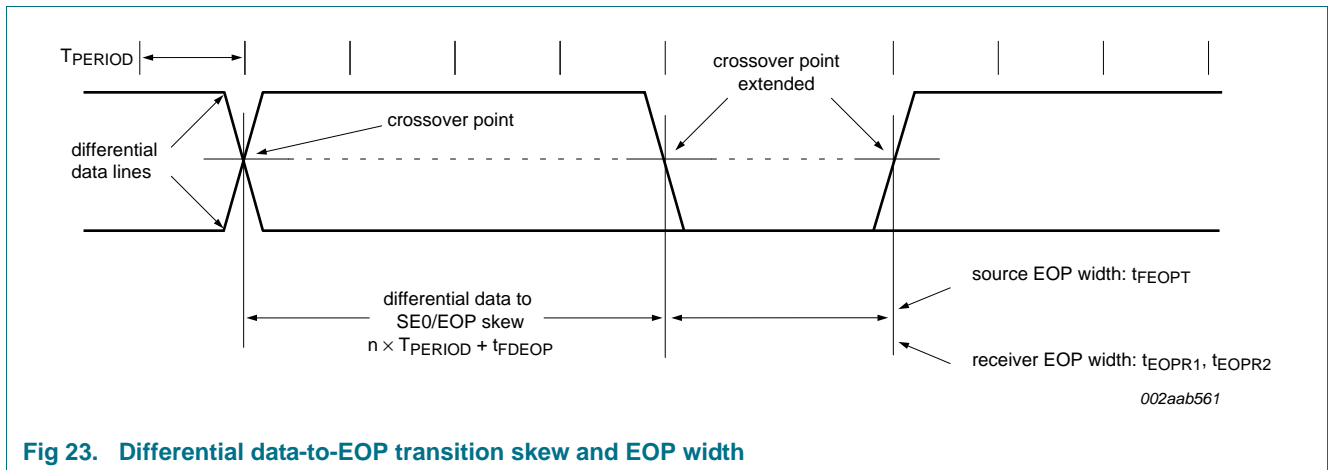 TPERIOD
crossover point
extended
crossover point
differential
data lines
differential data to
SE0/EOP skew
n × TPERIOD + tFDEOP
source EOP width: tFEOPT
receiver EOP width: tEOPR1, tEOPR2
002aab561
Fig 23. Differential data-to-EOP transition skew and EOP width